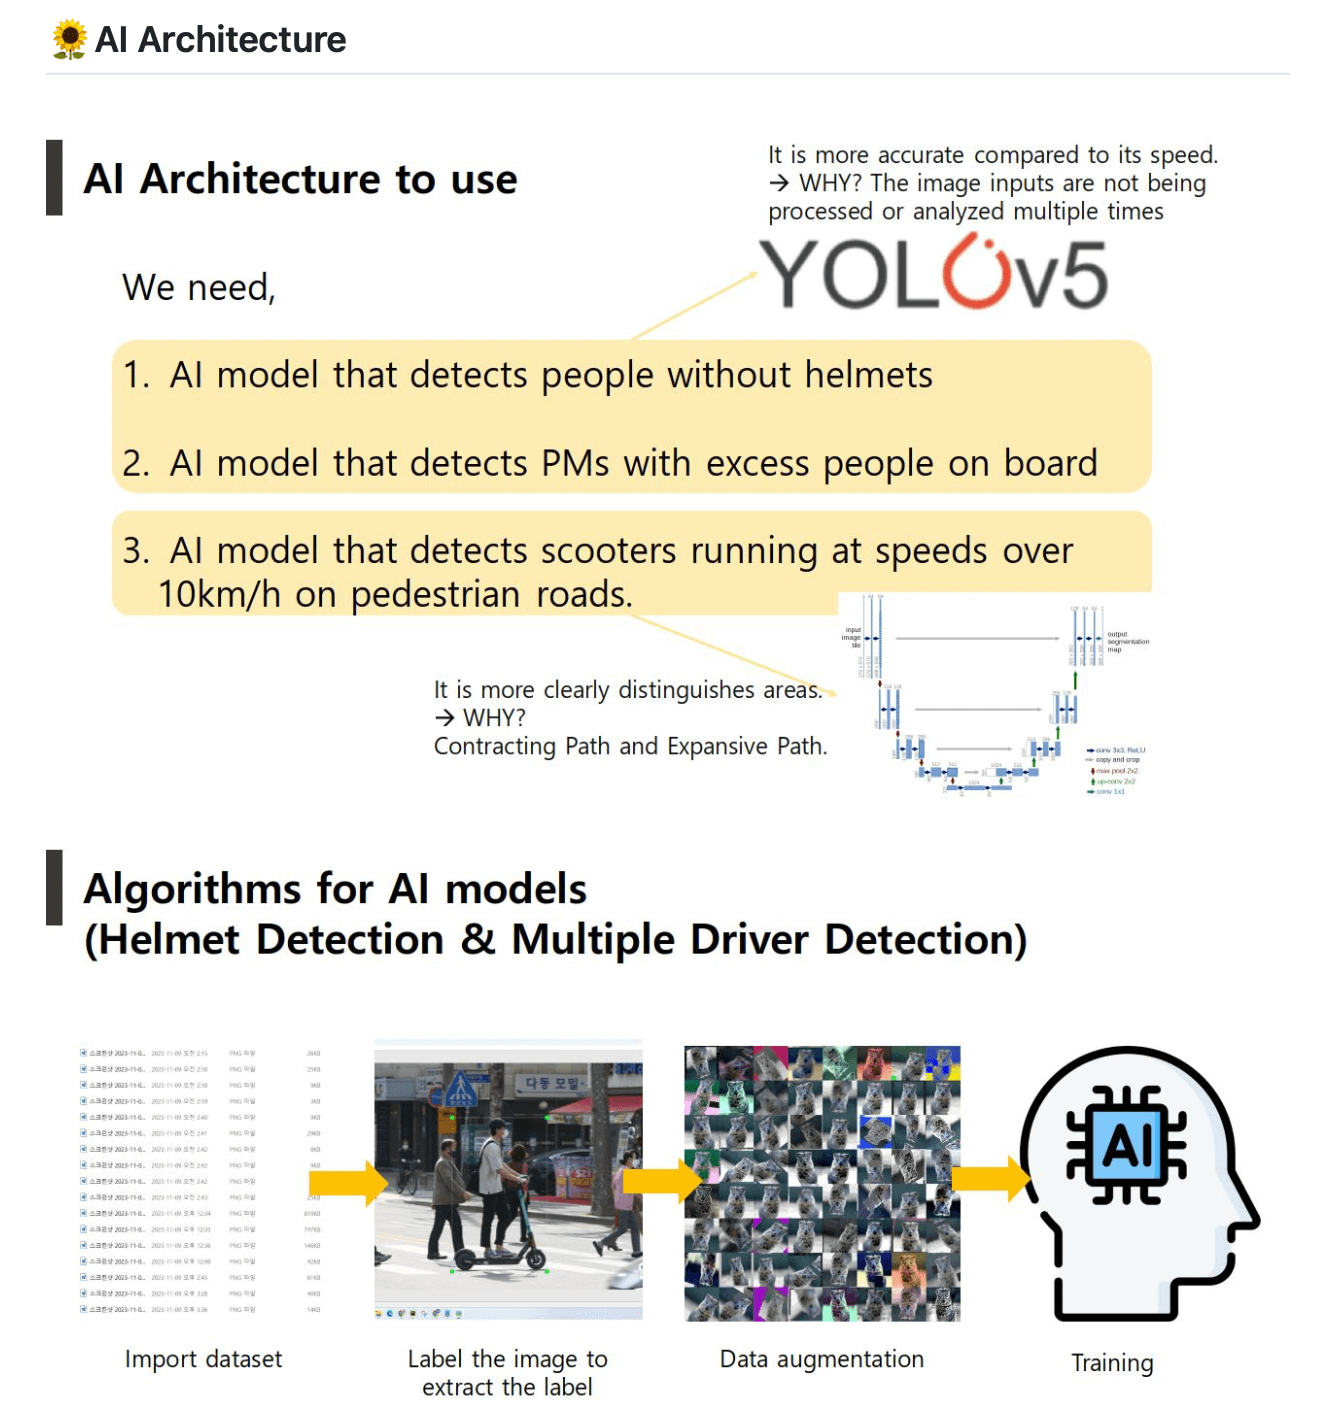 AI Architecture
AI Architecture to use
It is more accurate compared to its speed.
→ WHY? The image inputs are not being
processed or analyzed multiple times
YOLOv5
We need,
1. AI model that detects people without helmets
2. AI model that detects PMs with excess people on board
3. AI model that detects scooters running at speeds over
10km/h on pedestrian roads.
input
image
tile
output
segmentation
map
It is more clearly distinguishes areas.
→ WHY?
Contracting Path and Expansive Path.
conv 3x3, ReLU
copy and crop
max pool 2x2
up-conv 2x2
conv 1x1
Algorithms for AI models
(Helmet Detection & Multiple Driver Detection)
다동 모밀
AI
Import dataset
Label the image to
extract the label
Data augmentation
Training